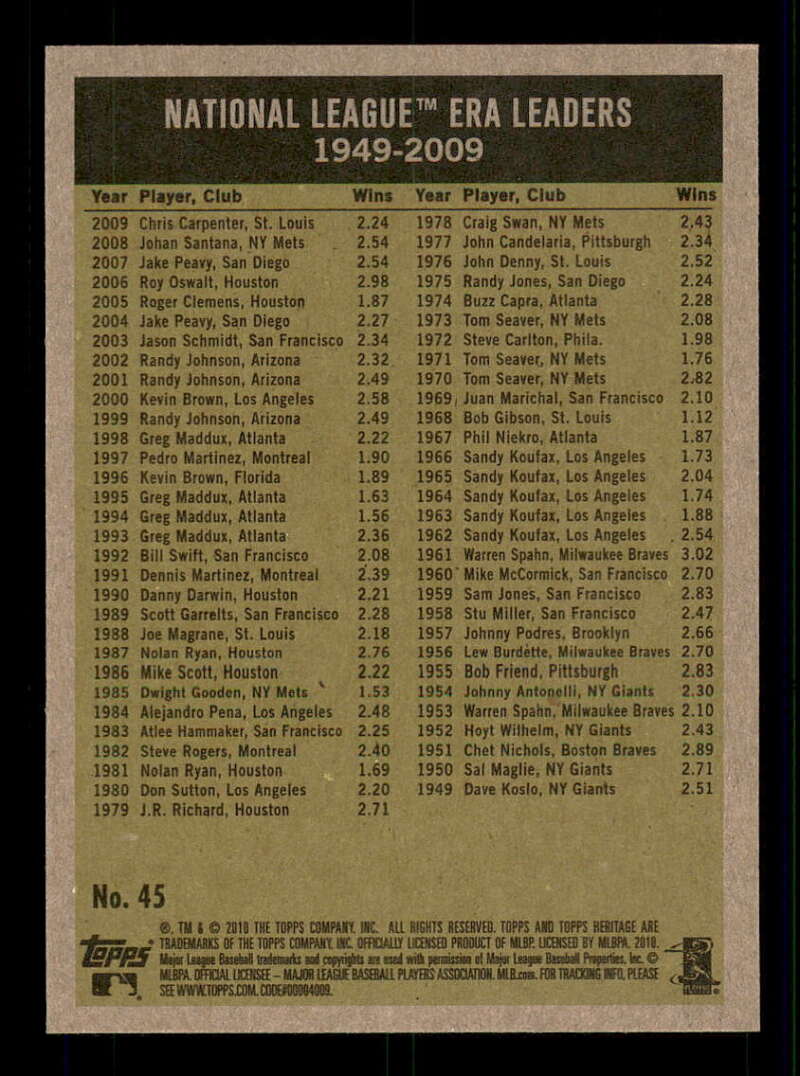 NATIONAL LEAGUE™ ERA LEADERS
1949-2009
Year Player, Club Wins
2009 Chris Carpenter, St. Louis 2.24
2008 Johan Santana, NY Mets 2.54
2007 Jake Peavy, San Diego 2.54
2006 Roy Oswalt, Houston 2.98
2005 Roger Clemens, Houston 1.87
2004 Jake Peavy, San Diego 2.27
2003 Jason Schmidt, San Francisco 2.34
2002 Randy Johnson, Arizona 2.32
2001 Randy Johnson, Arizona 2.49
2000 Kevin Brown, Los Angeles 2.58
1999 Randy Johnson, Arizona 2.49
1998 Greg Maddux, Atlanta 2.22
1997 Pedro Martinez, Montreal 1.90
1996 Kevin Brown, Florida 1.89
1995 Greg Maddux, Atlanta 1.63
1994 Greg Maddux, Atlanta 1.56
1993 Greg Maddux, Atlanta 2.36
1992 Bill Swift, San Francisco 2.08
1991 Dennis Martinez, Montreal 2.39
1990 Danny Darwin, Houston 2.21
1989 Scott Garrelts, San Francisco 2.28
1988 Joe Magrane, St. Louis 2.18
1987 Nolan Ryan, Houston 2.76
1986 Mike Scott, Houston 2.22
1985 Dwight Gooden, NY Mets 1.53
1984 Alejandro Pena, Los Angeles 2.48
1983 Atlee Hammaker, San Francisco 2.25
1982 Steve Rogers, Montreal 2.40
1981 Nolan Ryan, Houston 1.69
1980 Don Sutton, Los Angeles 2.20
1979 J.R. Richard, Houston 2.71
Year Player, Club Wins
1978 Craig Swan, NY Mets 2.43
1977 John Candelaria, Pittsburgh 2.34
1976 John Denny, St. Louis 2.52
1975 Randy Jones, San Diego 2.24
1974 Buzz Capra, Atlanta 2.28
1973 Tom Seaver, NY Mets 2.08
1972 Steve Carlton, Phila. 1.98
1971 Tom Seaver, NY Mets 1.76
1970 Tom Seaver, NY Mets 2.82
1969 Juan Marichal, San Francisco 2.10
1968 Bob Gibson, St. Louis 1.12
1967 Phil Niekro, Atlanta 1.87
1966 Sandy Koufax, Los Angeles 1.73
1965 Sandy Koufax, Los Angeles 2.04
1964 Sandy Koufax, Los Angeles 1.74
1963 Sandy Koufax, Los Angeles 1.88
1962 Sandy Koufax, Los Angeles 2.54
1961 Warren Spahn, Milwaukee Braves 3.02
1960 Mike McCormick, San Francisco 2.70
1959 Sam Jones, San Francisco 2.83
1958 Stu Miller, San Francisco 2.47
1957 Johnny Podres, Brooklyn 2.66
1956 Lew Burdette, Milwaukee Braves 2.70
1955 Bob Friend, Pittsburgh 2.83
1954 Johnny Antonelli, NY Giants 2.30
1953 Warren Spahn, Milwaukee Braves 2.10
1952 Hoyt Wilhelm, NY Giants 2.43
1951 Chet Nichols, Boston Braves 2.89
1950 Sal Maglie, NY Giants 2.71
1949 Dave Koslo, NY Giants 2.51
No. 45
®, TM & © 2010 THE TOPPS COMPANY, INC. ALL RIGHTS RESERVED. TOPPS AND TOPPS HERITAGE ARE
TRADEMARKS OF THE TOPPS COMPANY, INC. OFFICIALLY LICENSED PRODUCT OF MLBP. LICENSED BY MLBPA. 2010.
Topps
Major League Baseball trademarks and copyrights are used with permission of Major League Baseball Properties, Inc. ©
MLBPA. OFFICIAL LICENSEE – MAJOR LEAGUE BASEBALL PLAYERS ASSOCIATION. MLB.com. FOR TRACKING INFO, PLEASE
SEE WWW.TOPPS.COM. CODE#00904009.